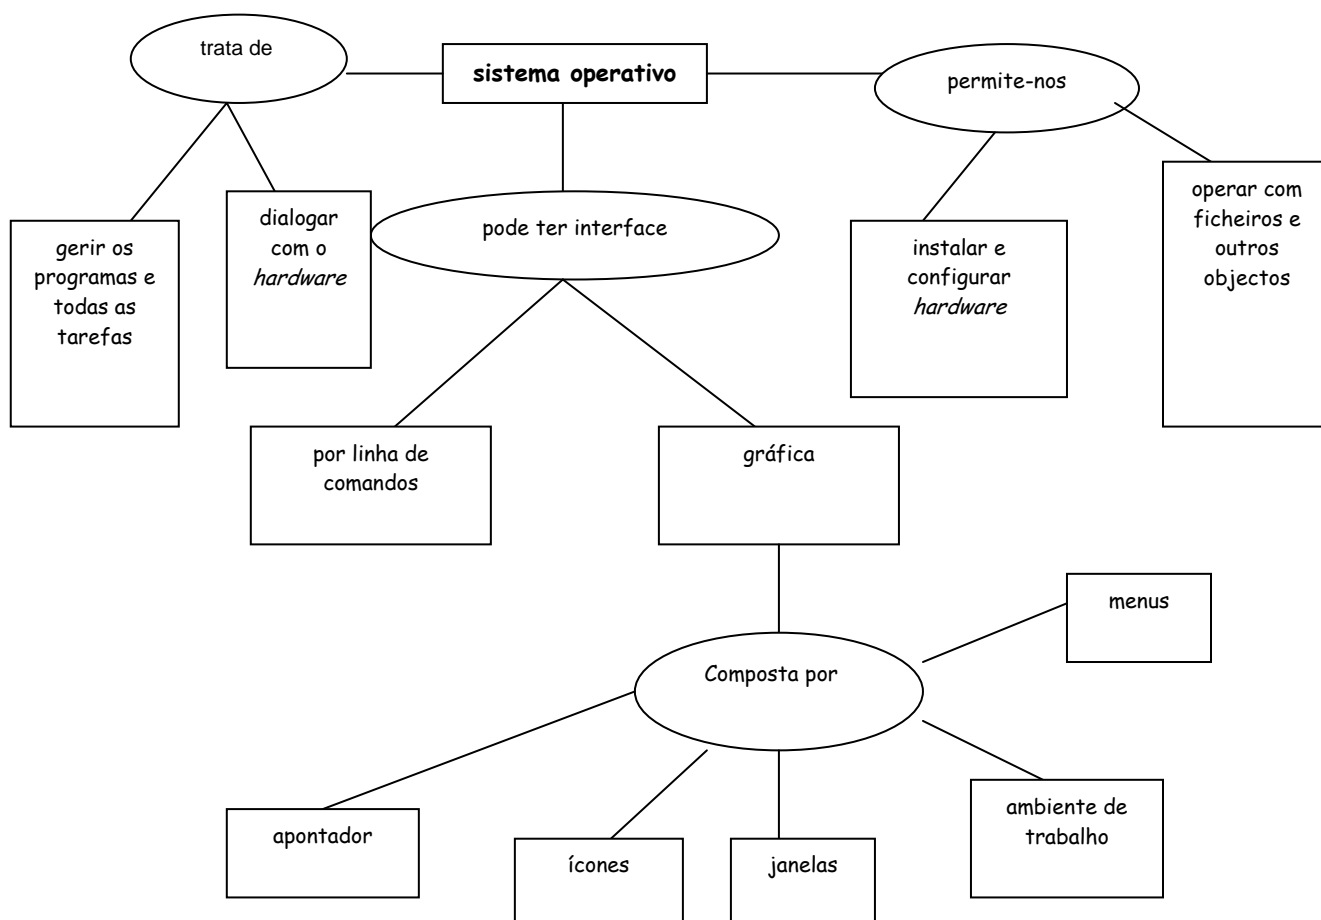 trata de
sistema operativo
permite-nos
gerir os
programas e
todas as
tarefas
dialogar
com o
hardware
pode ter interface
instalar e
configurar
hardware
operar com
ficheiros e
outros
objectos
por linha de
comandos
gráfica
menus
Composta por
apontador
ícones
janelas
ambiente de
trabalho